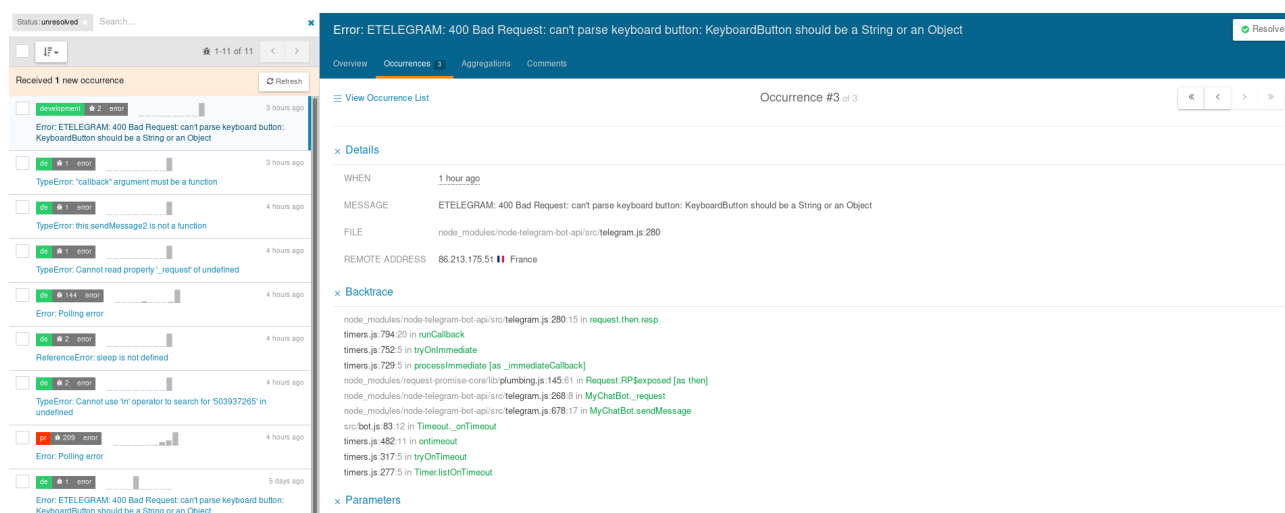 Status: unresolved × Search... ×
1-11 of 11 < >
Received 1 new occurrence Refresh
development 2 error 3 hours ago
Error: ETELEGRAM: 400 Bad Request: can't parse keyboard button:
KeyboardButton should be a String or an Object
de 1 error 3 hours ago
TypeError: "callback" argument must be a function
de 1 error 4 hours ago
TypeError: this.sendMessage2 is not a function
de 1 error 4 hours ago
TypeError: Cannot read property '_request' of undefined
de 144 error 4 hours ago
Error: Polling error
de 2 error 4 hours ago
ReferenceError: sleep is not defined
de 2 error 4 hours ago
TypeError: Cannot use 'in' operator to search for '503937265' in
undefined
pr 209 error 4 hours ago
Error: Polling error
de 1 error 5 days ago
Error: ETELEGRAM: 400 Bad Request: can't parse keyboard button:
KeyboardButton should be a String or an Object
Error: ETELEGRAM: 400 Bad Request: can't parse keyboard button: KeyboardButton should be a String or an Object
Resolve
Overview Occurrences 3 Aggregations Comments
View Occurrence List Occurrence #3 of 3 « < > »
× Details
WHEN 1 hour ago
MESSAGE ETELEGRAM: 400 Bad Request: can't parse keyboard button: KeyboardButton should be a String or an Object
FILE node_modules/node-telegram-bot-api/src/telegram.js:280
REMOTE ADDRESS 86.213.175.51 France
× Backtrace
node_modules/node-telegram-bot-api/src/telegram.js:280:15 in request.then.resp
timers.js:794:20 in runCallback
timers.js:752:5 in tryOnImmediate
timers.js:729:5 in processImmediate [as _immediateCallback]
node_modules/request-promise-core/lib/plumbing.js:145:61 in Request.RP$exposed [as then]
node_modules/node-telegram-bot-api/src/telegram.js:268:8 in MyChatBot._request
node_modules/node-telegram-bot-api/src/telegram.js:678:17 in MyChatBot.sendMessage
src/bot.js:83:12 in Timeout._onTimeout
timers.js:482:11 in ontimeout
timers.js:317:5 in tryOnTimeout
timers.js:277:5 in Timer.listOnTimeout
× Parameters